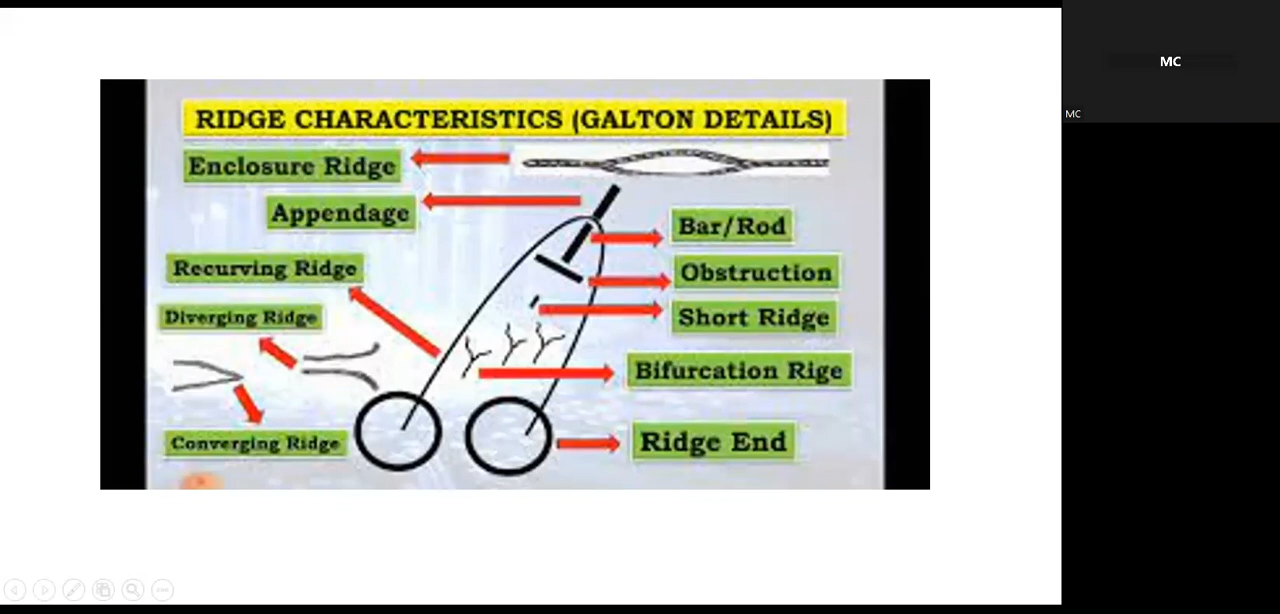 RIDGE CHARACTERISTICS (GALTON DETAILS)
Enclosure Ridge
Appendage
Bar/Rod
Recurving Ridge
Obstruction
Diverging Ridge
Short Ridge
Bifurcation Rige
Converging Ridge
Ridge End
MC
MC